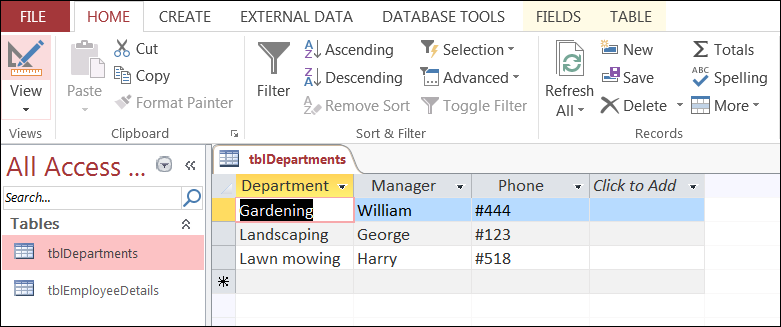 FILE HOME CREATE EXTERNAL DATA DATABASE TOOLS FIELDS TABLE
View
Views
Paste
Cut
Copy
Format Painter
Clipboard
Filter
Ascending
Descending
Remove Sort
Selection
Advanced
Toggle Filter
Sort & Filter
Refresh
All
New
Save
Delete
Totals
ABC
Spelling
More
Records
All Access ...
Search...
Tables
tblDepartments
tblEmployeeDetails
tblDepartments
Department Manager Phone Click to Add
Gardening William #444
Landscaping George #123
Lawn mowing Harry #518